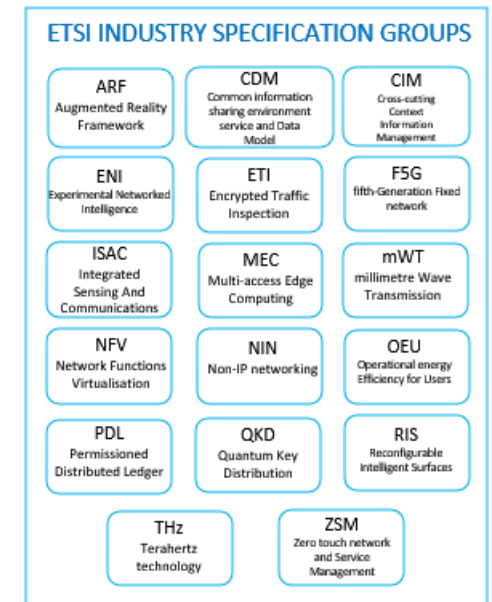 ETSI INDUSTRY SPECIFICATION GROUPS
ARF
Augmented Reality
Framework
CDM
Common information
sharing environment
service and Data
Model
CIM
Cross-cutting
Context
Information
Management
ENI
Experimental Networked
Intelligence
ETI
Encrypted Traffic
Inspection
F5G
fifth-Generation Fixed
network
ISAC
Integrated
Sensing And
Communications
MEC
Multi-access Edge
Computing
mWT
millimetre Wave
Transmission
NFV
Network Functions
Virtualisation
NIN
Non-IP networking
OEU
Operational energy
Efficiency for Users
PDL
Permissioned
Distributed Ledger
QKD
Quantum Key
Distribution
RIS
Reconfigurable
Intelligent Surfaces
THz
Terahertz
technology
ZSM
Zero touch network
and Service
Management